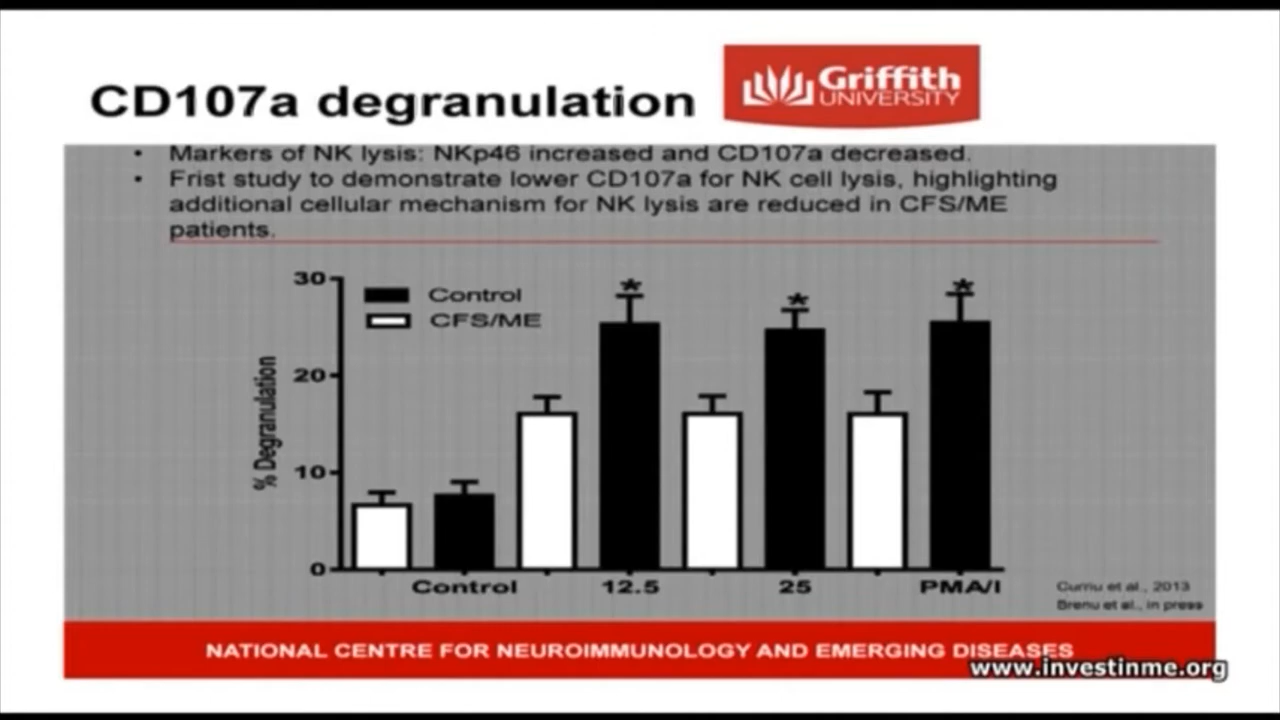 CD107a degranulation
Griffith
UNIVERSITY
• Markers of NK lysis: NKp46 increased and CD107a decreased.
• Frist study to demonstrate lower CD107a for NK cell lysis, highlighting
additional cellular mechanism for NK lysis are reduced in CFS/ME
patients.
30
Control
CFS/ME
20
% Degranulation
10
0
Control 12.5 25 PMA/I
et al., 2013
Brenu et al., in press
NATIONAL CENTRE FOR NEUROIMMUNOLOGY AND EMERGING DISEASES
www.investinme.org